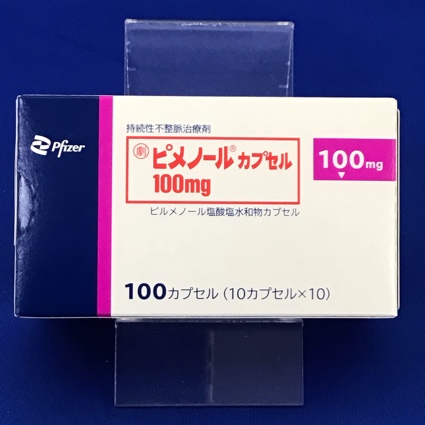 Pfizer
持続性不整脈治療剤
劇 ピメノール® カプセル
100mg
100mg
ピルメノール塩酸塩水和物カプセル
100カプセル (10カプセル×10)